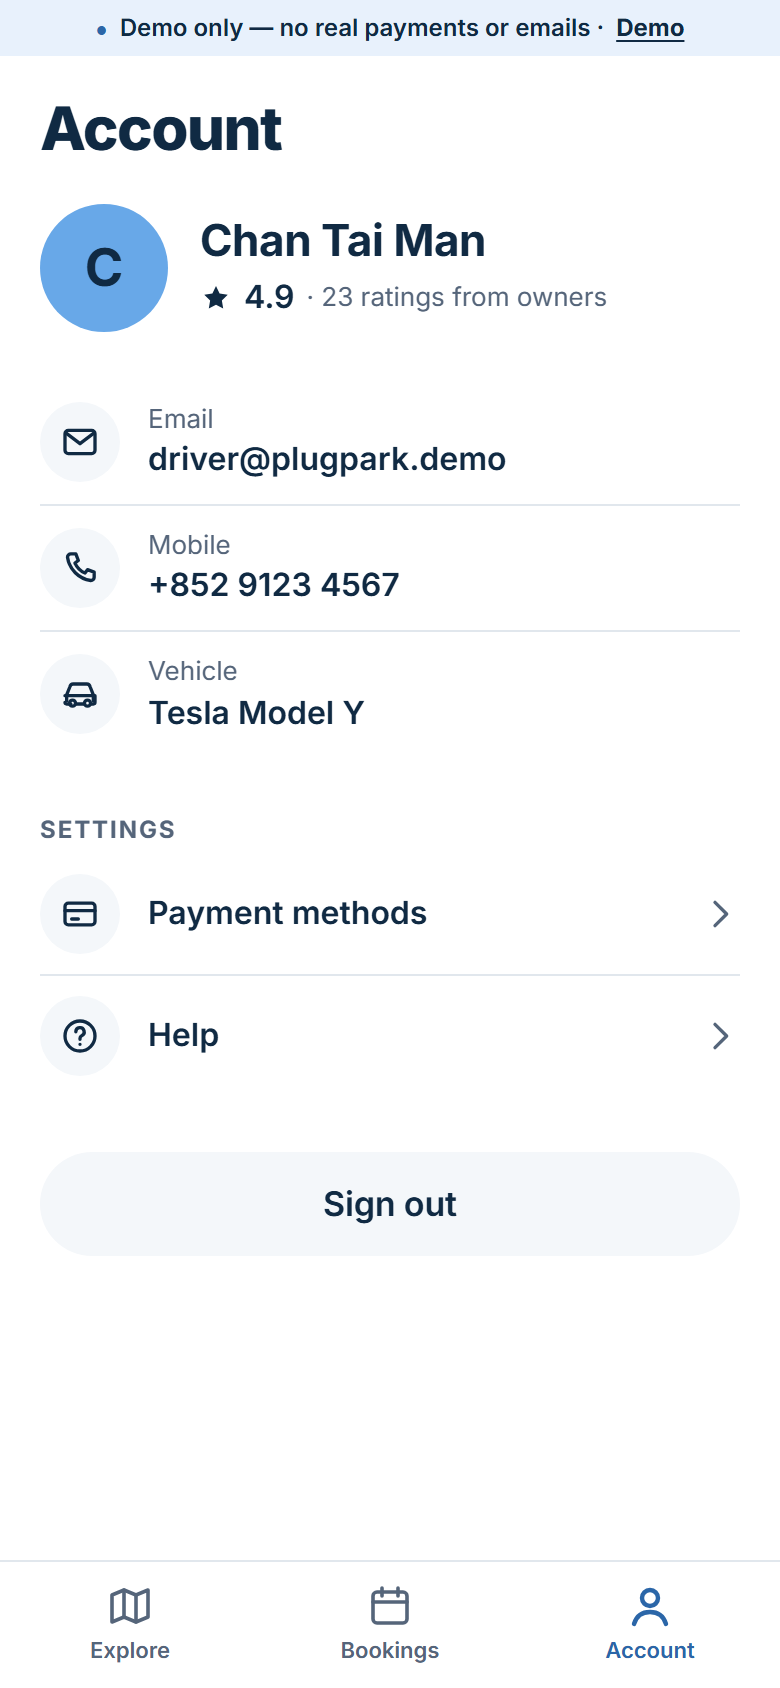 Demo only — no real payments or emails · Demo
Account
C
Chan Tai Man
★ 4.9 · 23 ratings from owners
Email
driver@plugpark.demo
Mobile
+852 9123 4567
Vehicle
Tesla Model Y
SETTINGS
Payment methods
Help
Sign out
Explore Bookings Account